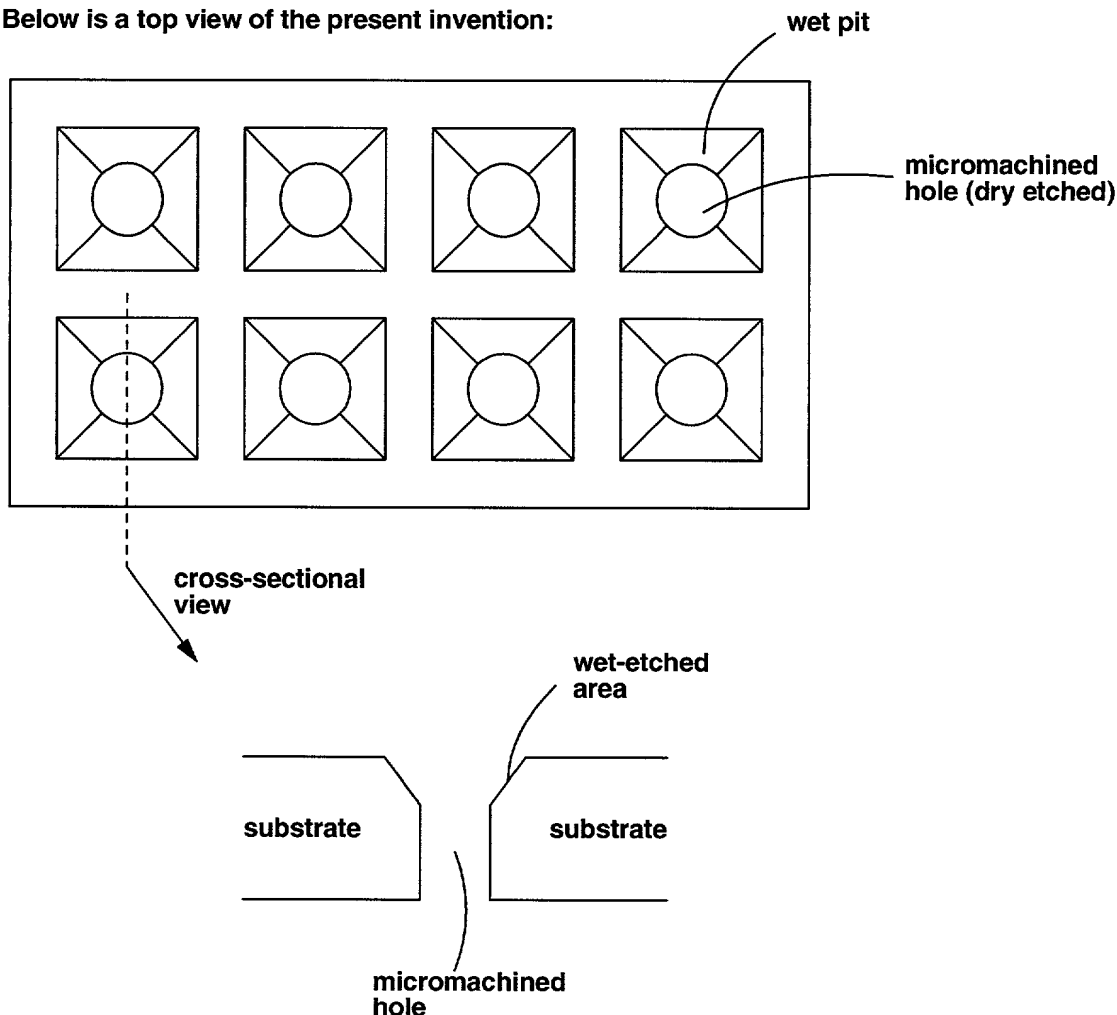 Below is a top view of the present invention:
wet pit
micromachined
hole (dry etched)
cross-sectional
view
wet-etched
area
substrate
substrate
micromachined
hole